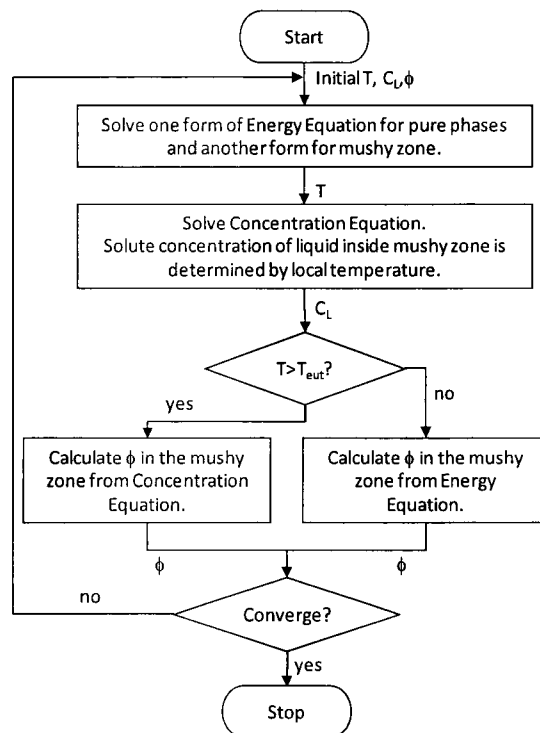 Start
Initial T, C_L,ϕ
Solve one form of Energy Equation for pure phases
and another form for mushy zone.
T
Solve Concentration Equation.
Solute concentration of liquid inside mushy zone is
determined by local temperature.
C_L
T>T_eut?
yes
no
Calculate ϕ in the mushy
zone from Concentration
Equation.
Calculate ϕ in the mushy
zone from Energy
Equation.
ϕ
ϕ
no
Converge?
yes
Stop